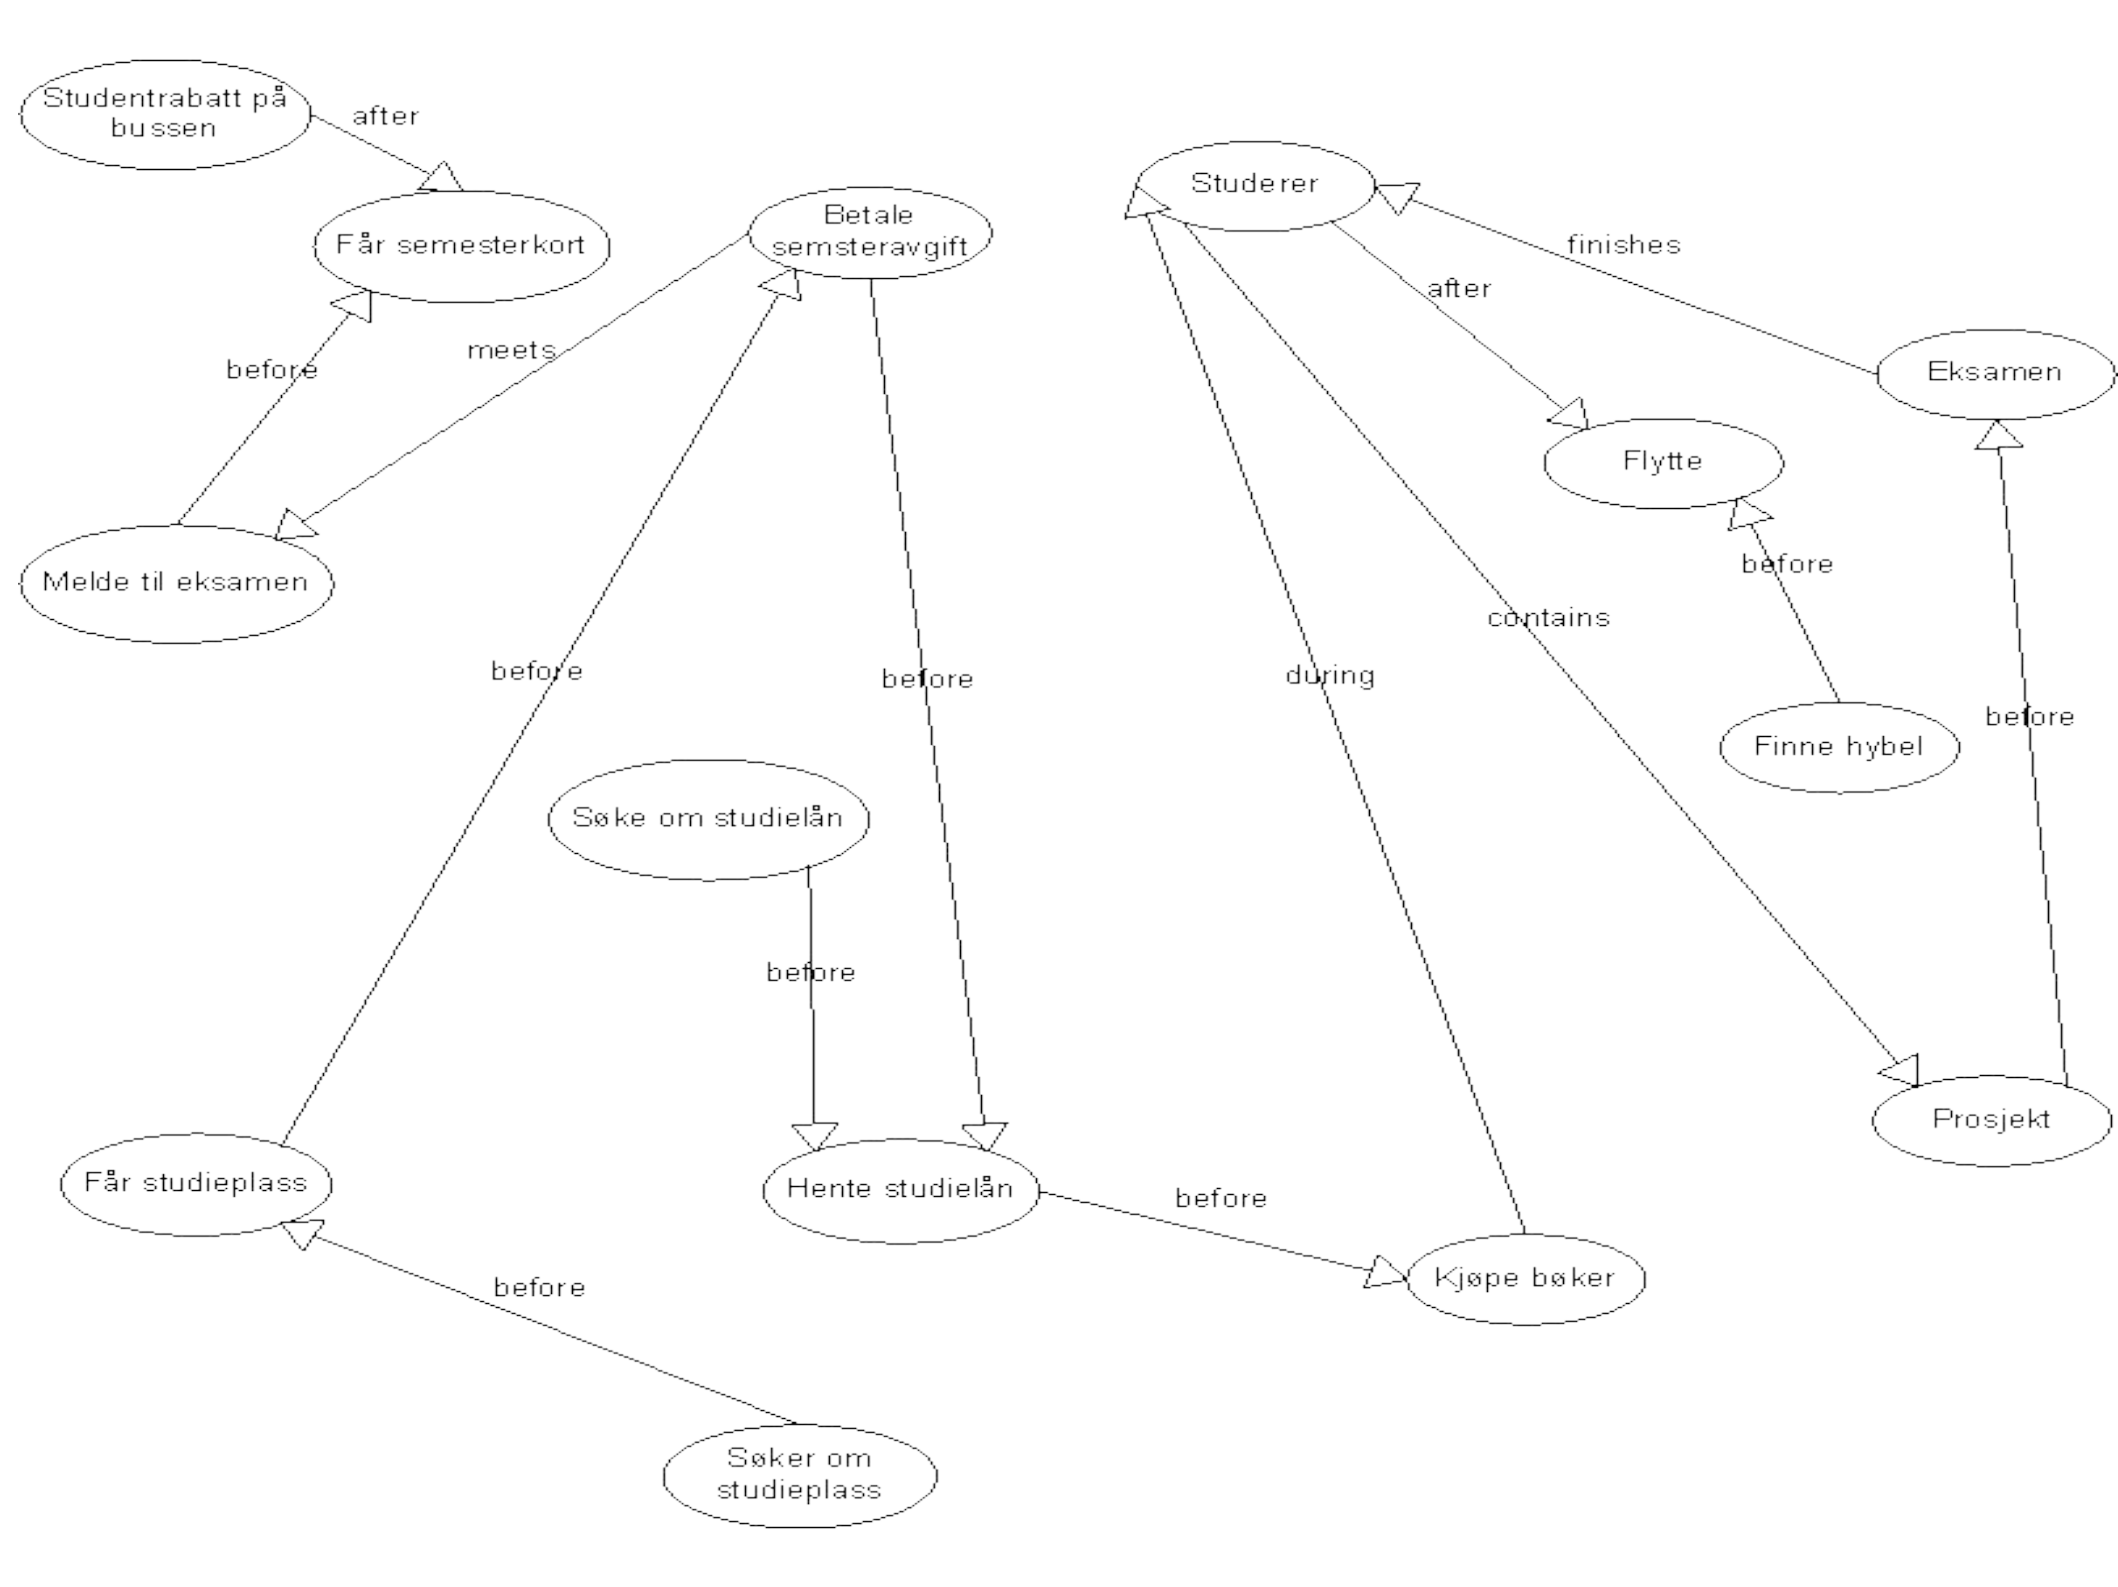 Studentrabatt på
bussen
after
Får semesterkort
Betale
semsteravgift
Studerer
finishes
after
meets
before
Eksamen
Flytte
before
Melde til eksamen
contains
before
before
during
before
Finne hybel
Søke om studielån
before
Prosjekt
Får studieplass
Hente studielån
before
Kjøpe bøker
before
Søker om
studieplass